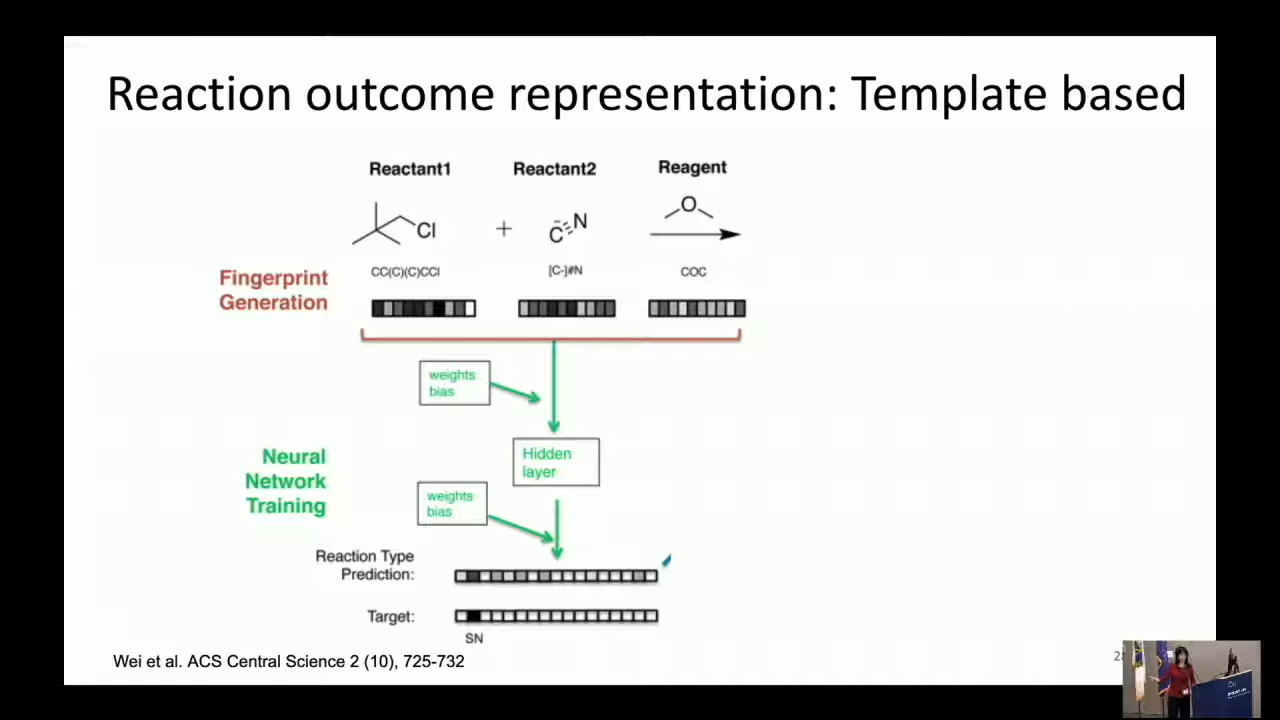 Reaction outcome representation: Template based
Reactant1
Reactant2
Reagent
Cl
+
C
N
O
CC(C)(C)CCl
[C-]#N
COC
Fingerprint
Generation
weights
bias
Hidden
layer
Neural
Network
Training
weights
bias
Reaction Type
Prediction:
Target:
SN
Wei et al. ACS Central Science 2 (10), 725-732